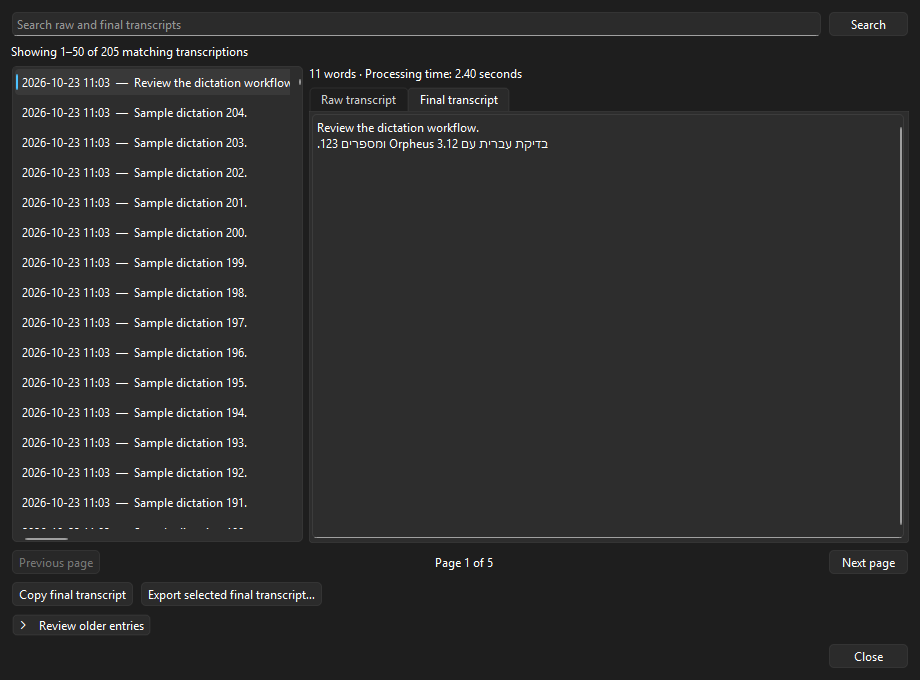 Search raw and final transcripts
Search
Showing 1–50 of 205 matching transcriptions
2026-10-23 11:03 — Review the dictation workflow
2026-10-23 11:03 — Sample dictation 204.
2026-10-23 11:03 — Sample dictation 203.
2026-10-23 11:03 — Sample dictation 202.
2026-10-23 11:03 — Sample dictation 201.
2026-10-23 11:03 — Sample dictation 200.
2026-10-23 11:03 — Sample dictation 199.
2026-10-23 11:03 — Sample dictation 198.
2026-10-23 11:03 — Sample dictation 197.
2026-10-23 11:03 — Sample dictation 196.
2026-10-23 11:03 — Sample dictation 195.
2026-10-23 11:03 — Sample dictation 194.
2026-10-23 11:03 — Sample dictation 193.
2026-10-23 11:03 — Sample dictation 192.
2026-10-23 11:03 — Sample dictation 191.
11 words · Processing time: 2.40 seconds
Raw transcript
Final transcript
Review the dictation workflow.
בדיקת עברית עם Orpheus 3.12 ומספרים 123.
Previous page
Page 1 of 5
Next page
Copy final transcript
Export selected final transcript...
Review older entries
Close